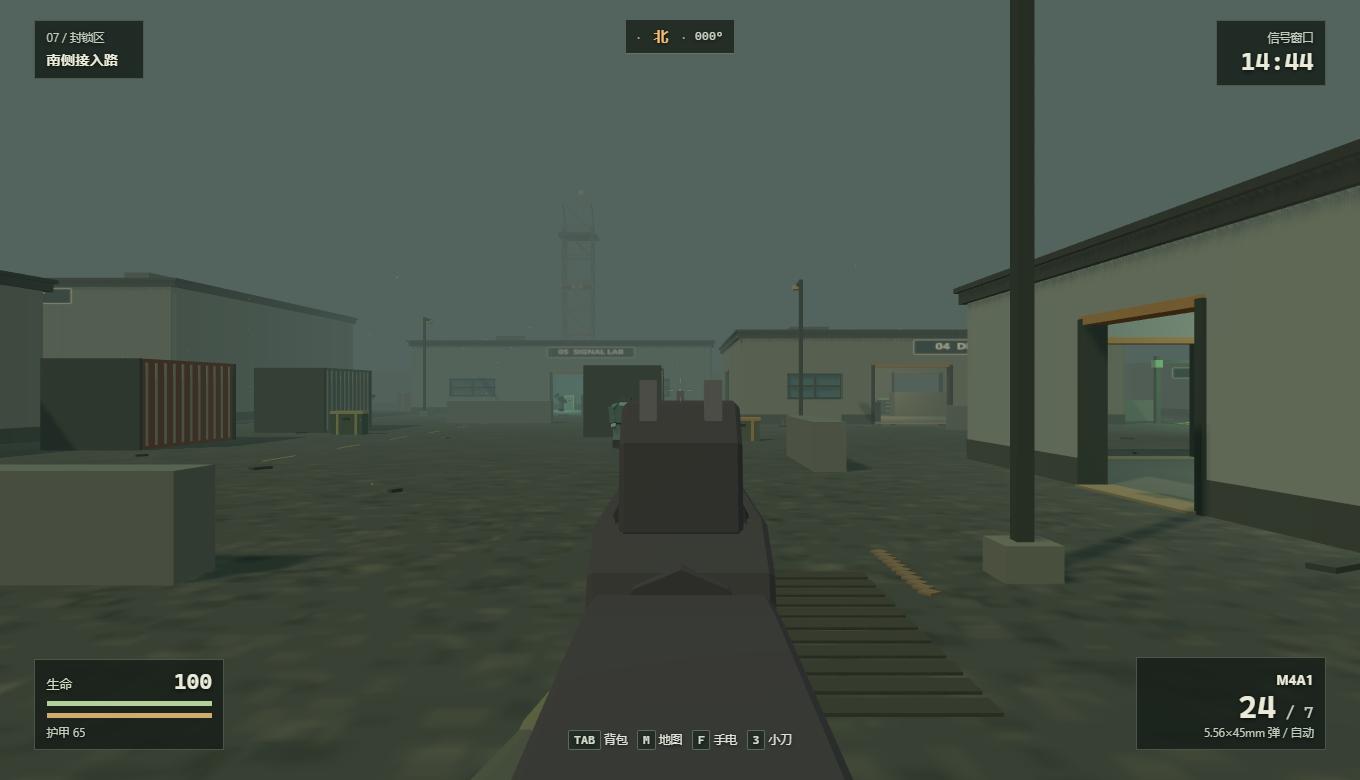 07 / 封锁区
南侧接入路
· 北 · 000°
信号窗口
14:44
05 SIGNAL LAB
04 D
生命 100
护甲 65
M4A1
24 / 7
5.56×45mm 弹 / 自动
TAB 背包 M 地图 F 手电 3 小刀